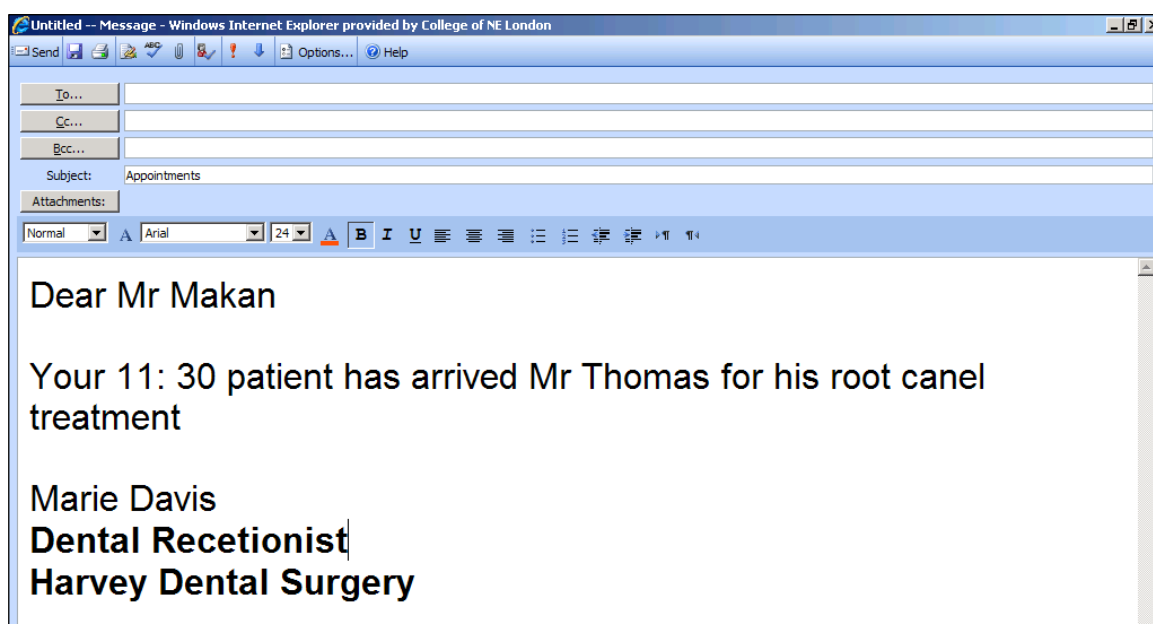 Untitled -- Message - Windows Internet Explorer provided by College of NE London
Send ABC Options... Help
To...
Cc...
Bcc...
Subject: Appointments
Attachments:
Normal A Arial 24 A B I U
Dear Mr Makan
Your 11: 30 patient has arrived Mr Thomas for his root canel
treatment
Marie Davis
Dental Recetionist
Harvey Dental Surgery